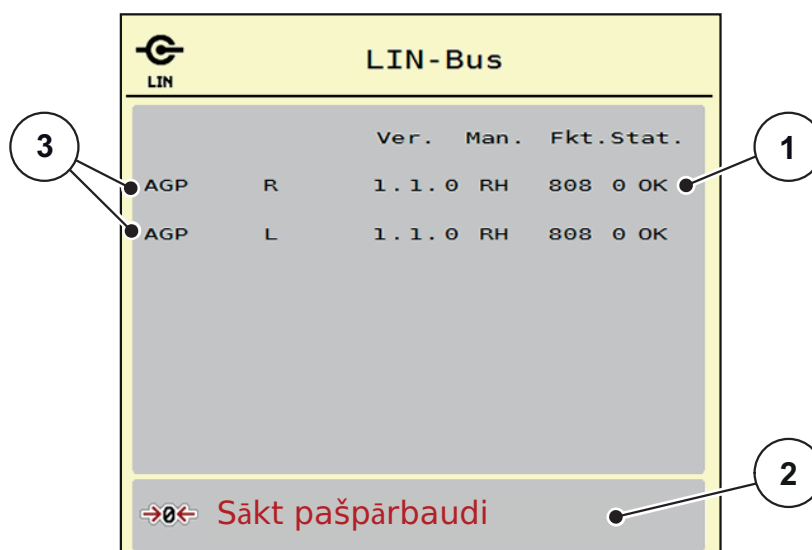 LIN-Bus
LIN
Ver. Man. Fkt. Stat.
3
1
AGP R 1.1.0 RH 808 0 OK
AGP L 1.1.0 RH 808 0 OK
2
→0← Sākt pašpārbaudi